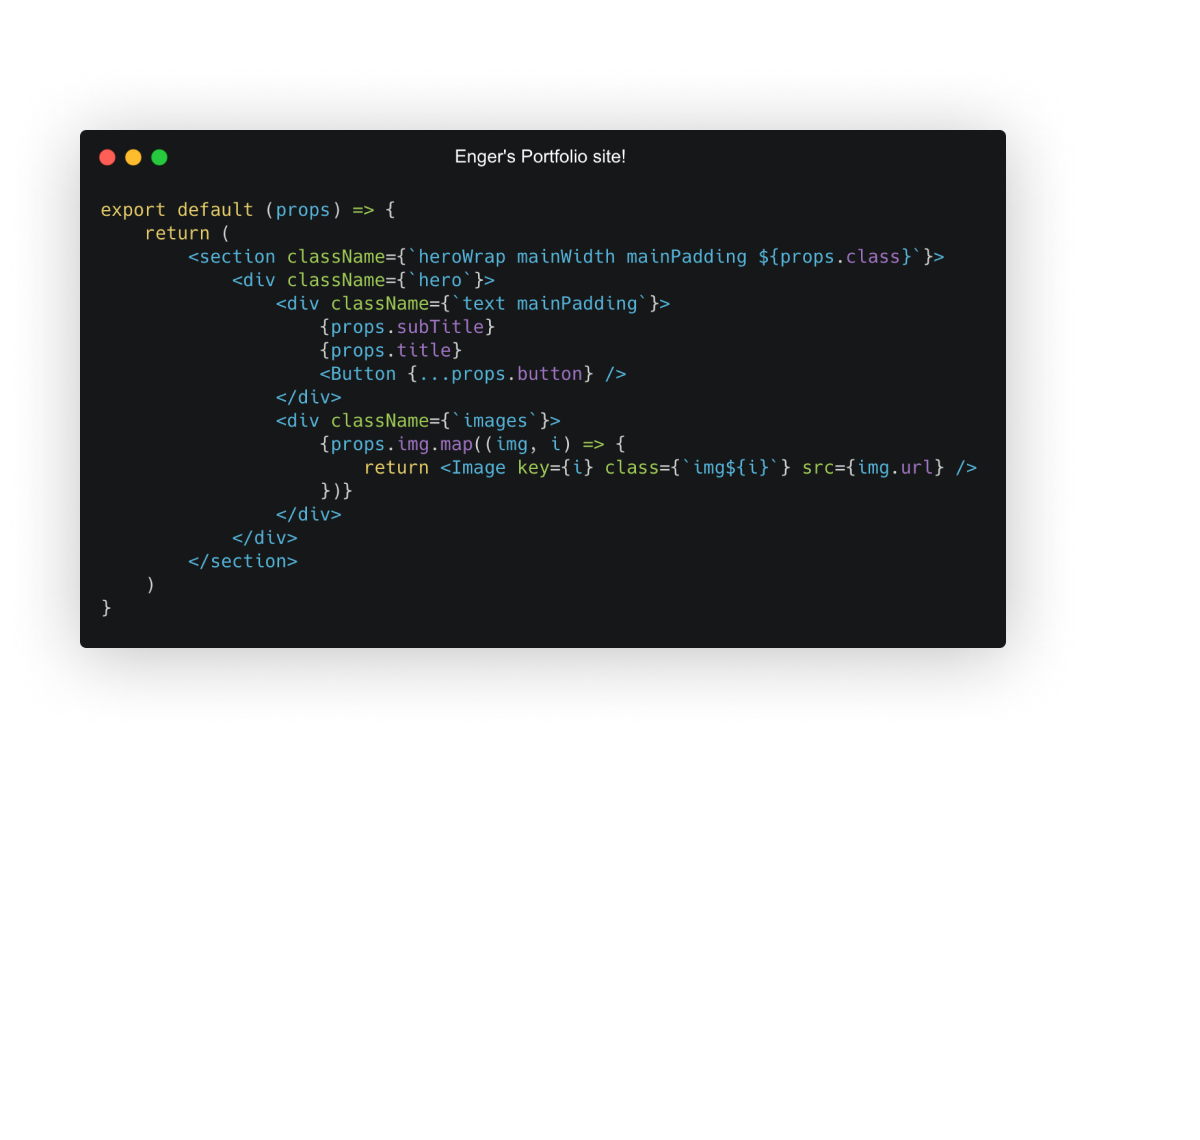 Enger's Portfolio site!
export default (props) => {
    return (
        <section className={`heroWrap mainWidth mainPadding ${props.class}`}>
            <div className={`hero`}>
                <div className={`text mainPadding`}>
                    {props.subTitle}
                    {props.title}
                    <Button {...props.button} />
                </div>
                <div className={`images`}>
                    {props.img.map((img, i) => {
                        return <Image key={i} class={`img${i}`} src={img.url} />
                    })}
                </div>
            </div>
        </section>
    )
}